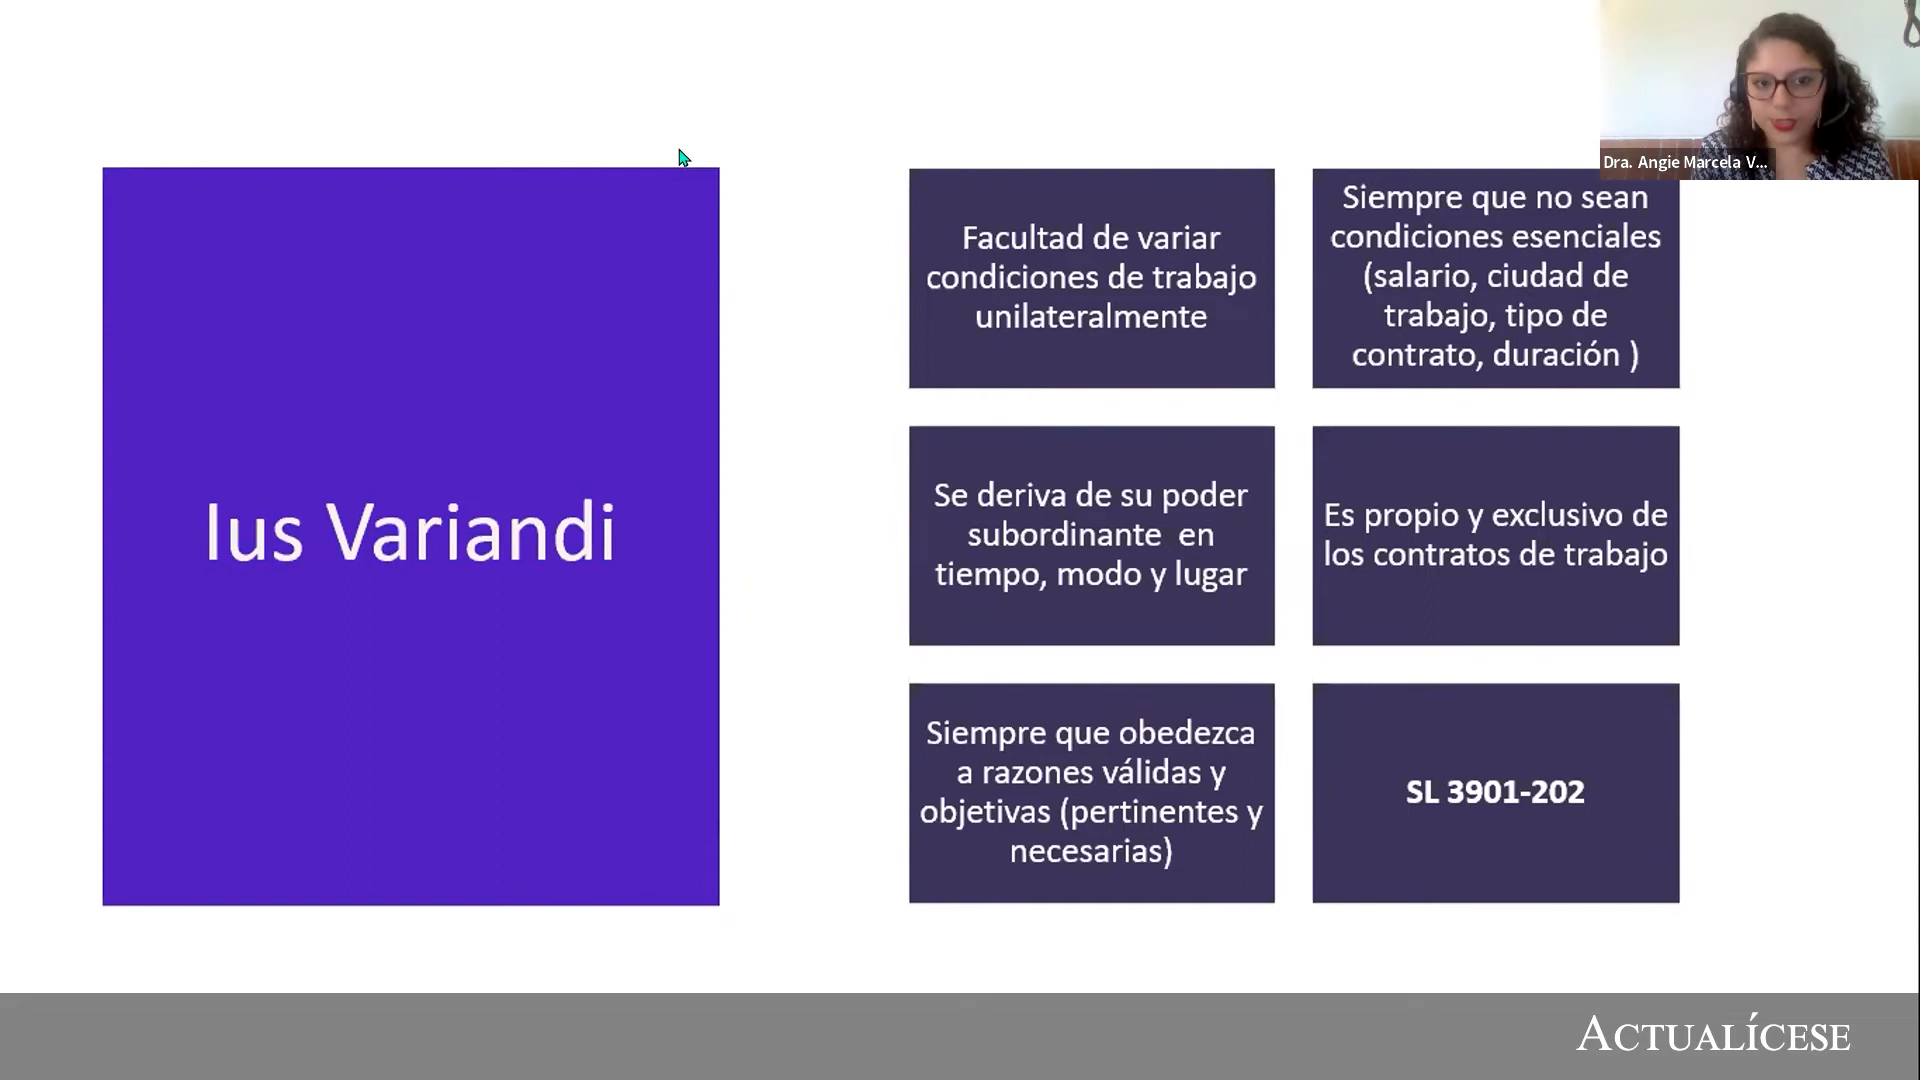 Dra. Angie Marcela V...
Ius Variandi
Facultad de variar
condiciones de trabajo
unilateralmente
Siempre que no sean
condiciones esenciales
(salario, ciudad de
trabajo, tipo de
contrato, duración )
Se deriva de su poder
subordinante en
tiempo, modo y lugar
Es propio y exclusivo de
los contratos de trabajo
Siempre que obedezca
a razones válidas y
objetivas (pertinentes y
necesarias)
SL 3901-202
ACTUALÍCESE